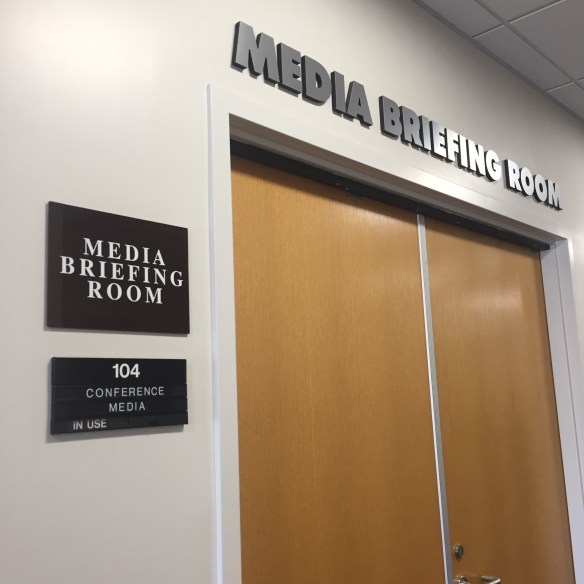 MEDIA BRIEFING ROOM
MEDIA
BRIEFING
ROOM
104
CONFERENCE
MEDIA
IN USE